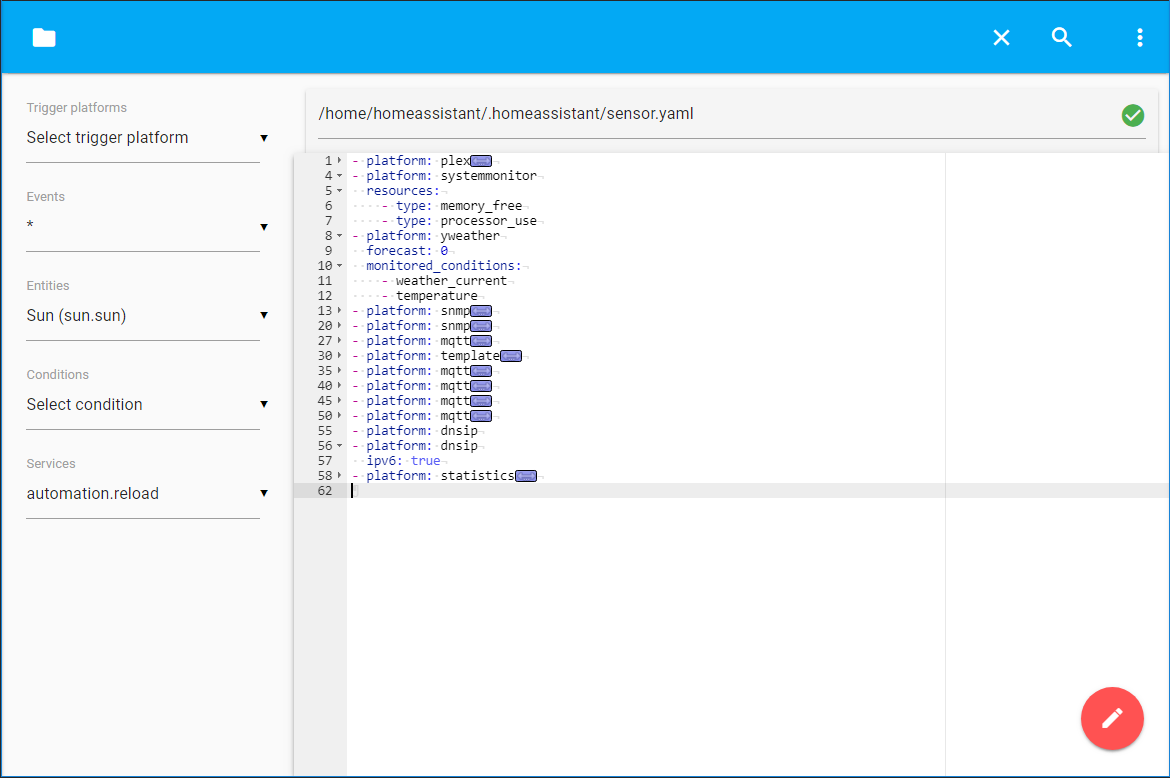 Trigger platforms
Select trigger platform
Events
*
Entities
Sun (sun.sun)
Conditions
Select condition
Services
automation.reload
/home/homeassistant/.homeassistant/sensor.yaml
1 - platform: plex
4 - platform: systemmonitor
5   resources:
6     - type: memory_free
7     - type: processor_use
8 - platform: yweather
9   forecast: 0
10   monitored_conditions:
11     - weather_current
12     - temperature
13 - platform: snmp
20 - platform: snmp
27 - platform: mqtt
30 - platform: template
35 - platform: mqtt
40 - platform: mqtt
45 - platform: mqtt
50 - platform: mqtt
55 - platform: dnsip
56 - platform: dnsip
57   ipv6: true
58 - platform: statistics
62